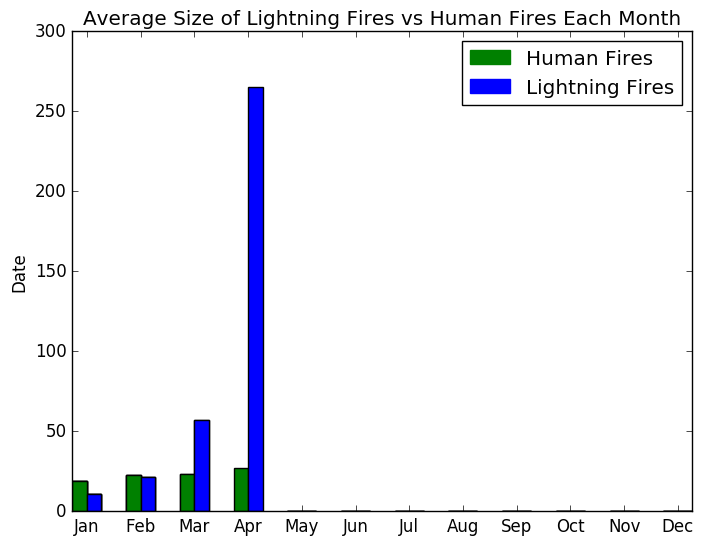 Average Size of Lightning Fires vs Human Fires Each Month
Human Fires
Lightning Fires
300
250
200
150
100
50
0
Date
Jan Feb Mar Apr May Jun Jul Aug Sep Oct Nov Dec